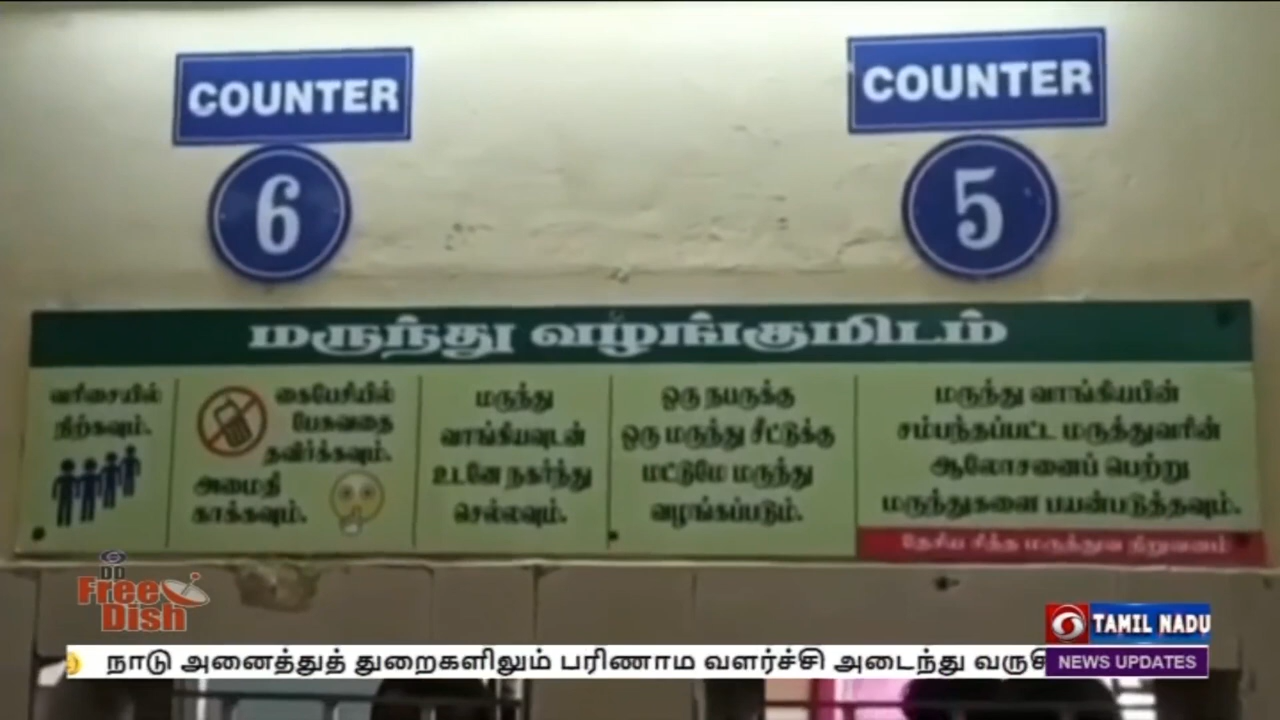 COUNTER
6
COUNTER
5
மருந்து வழங்குமிடம்
வரிசையில்
நிற்கவும்.
கைபேசியில்
பேசுவதை
தவிர்க்கவும்.
அமைதி
காக்கவும்.
மருந்து
வாங்கியவுடன்
உடனே நகர்ந்து
செல்லவும்.
ஒரு நபருக்கு
ஒரு மருந்து சீட்டுக்கு
மட்டுமே மருந்து
வழங்கப்படும்.
மருந்து வாங்கியபின்
சம்பந்தப்பட்ட மருத்துவரின்
ஆலோசனைப் பெற்று
மருந்துகளை பயன்படுத்தவும்.
தேசிய சித்த மருத்துவ நிறுவனம்
DD
Free
Dish
TAMIL NADU
NEWS UPDATES
நாடு அனைத்துத் துறைகளிலும் பரிணாம வளர்ச்சி அடைந்து